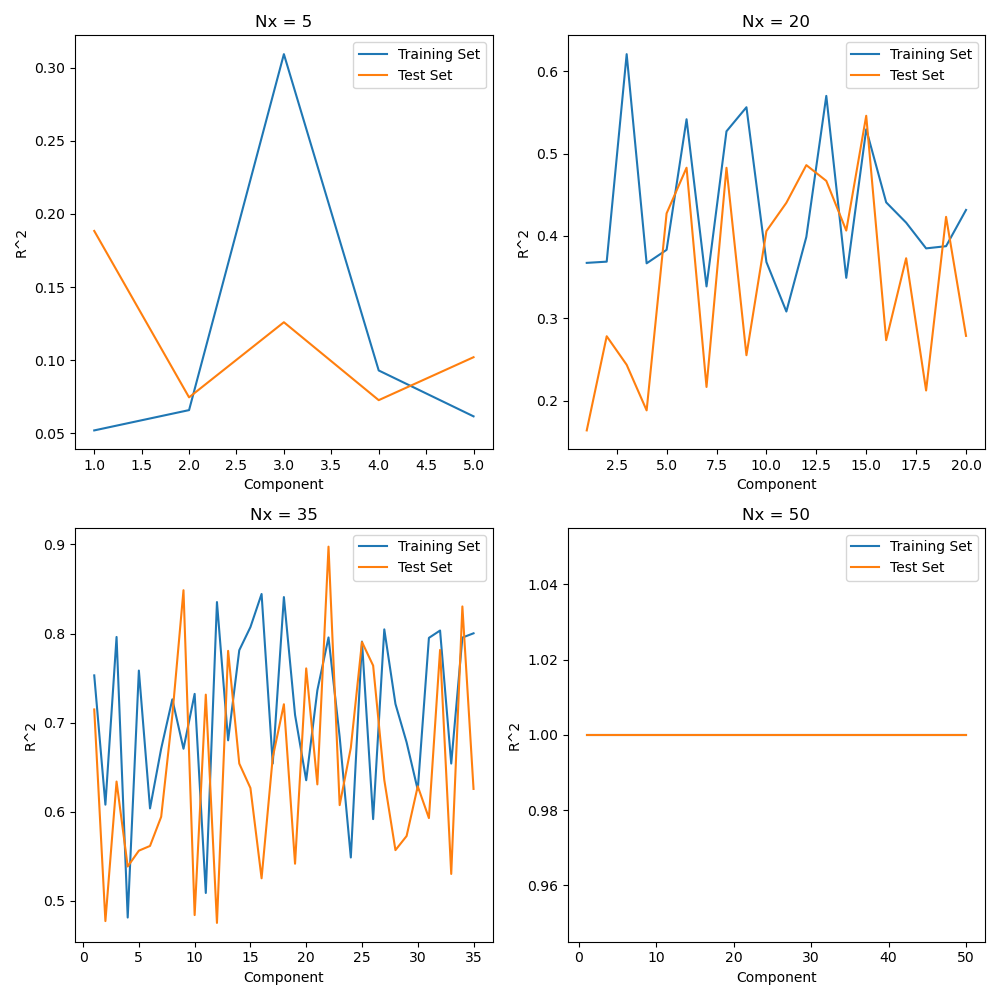 Nx = 5
Training Set
Test Set
0.30
0.25
0.20
0.15
0.10
0.05
R^2
1.0 1.5 2.0 2.5 3.0 3.5 4.0 4.5 5.0
Component
Nx = 20
Training Set
Test Set
0.6
0.5
0.4
0.3
0.2
R^2
2.5 5.0 7.5 10.0 12.5 15.0 17.5 20.0
Component
Nx = 35
Training Set
Test Set
0.9
0.8
0.7
0.6
0.5
R^2
0 5 10 15 20 25 30 35
Component
Nx = 50
Training Set
Test Set
1.04
1.02
1.00
0.98
0.96
R^2
0 10 20 30 40 50
Component